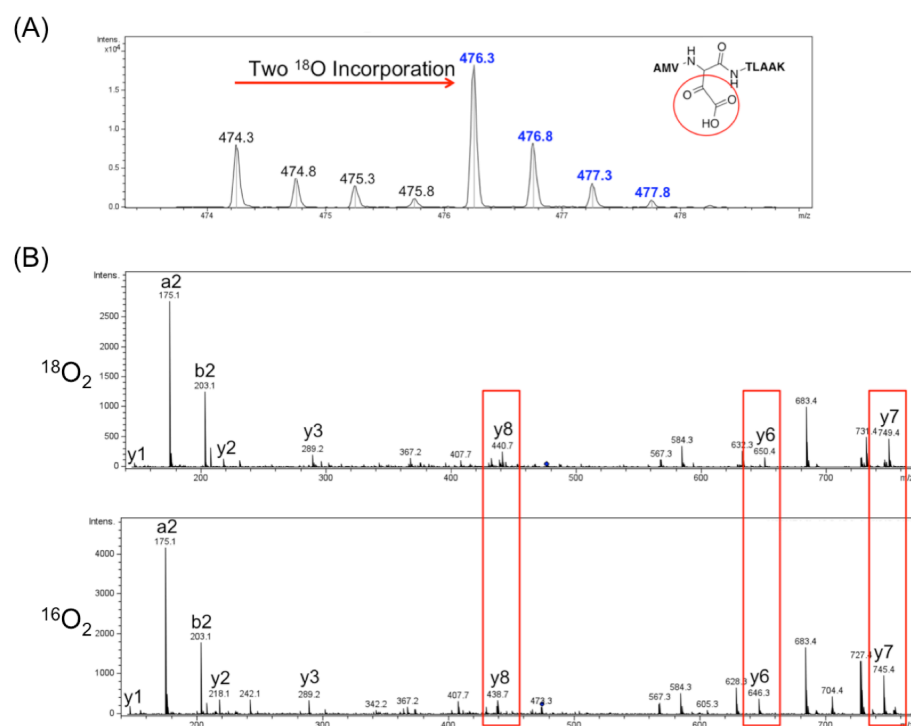 (A)
Intens.
x10⁴
Two ¹⁸O Incorporation
476.3
474.3
474.8
475.3
475.8
476.8
477.3
477.8
1.5
1.0
0.5
0.0
474
475
476
477
478
m/z
AMV
H
N
O
N
H
TLAAK
O
O
HO
(B)
¹⁸O₂
Intens.
2500
2000
1500
1000
500
0
a2
175.1
b2
203.1
y1
y2
y3
289.2
367.2
407.7
y8
440.7
567.3
584.3
632.3
y6
650.4
683.4
731.4
y7
749.4
200
300
400
500
600
700
¹⁶O₂
Intens.
4000
3000
2000
1000
0
a2
175.1
b2
203.1
y1
y2
218.1
242.1
y3
289.2
342.2
367.2
407.7
y8
438.7
473.3
567.3
584.3
605.3
628.3
y6
646.3
683.4
704.4
727.4
y7
745.4
200
300
400
500
600
700